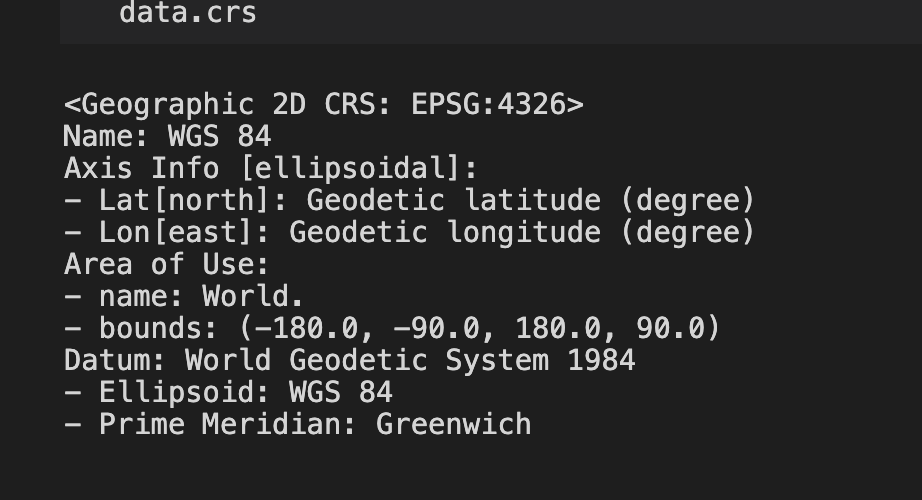 data.crs
<Geographic 2D CRS: EPSG:4326>
Name: WGS 84
Axis Info [ellipsoidal]:
- Lat[north]: Geodetic latitude (degree)
- Lon[east]: Geodetic longitude (degree)
Area of Use:
- name: World.
- bounds: (-180.0, -90.0, 180.0, 90.0)
Datum: World Geodetic System 1984
- Ellipsoid: WGS 84
- Prime Meridian: Greenwich